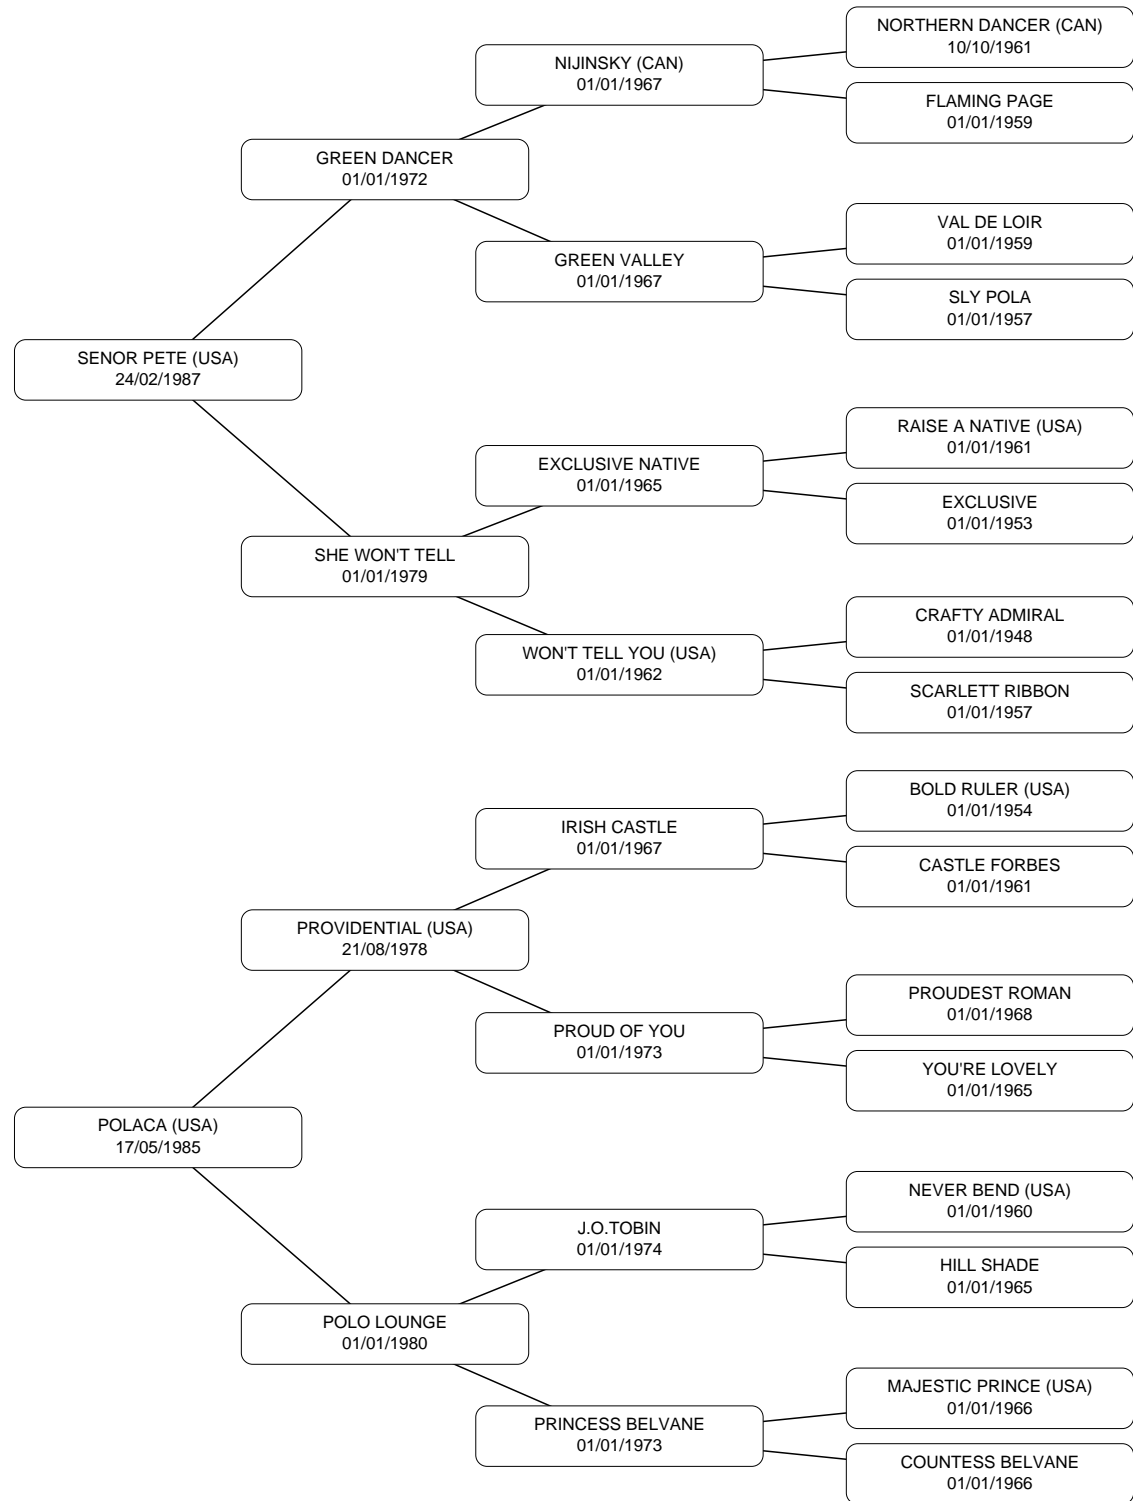 NORTHERN DANCER (CAN)
10/10/1961
NIJINSKY (CAN)
01/01/1967
FLAMING PAGE
01/01/1959
GREEN DANCER
01/01/1972
VAL DE LOIR
01/01/1959
GREEN VALLEY
01/01/1967
SLY POLA
01/01/1957
SENOR PETE (USA)
24/02/1987
RAISE A NATIVE (USA)
01/01/1961
EXCLUSIVE NATIVE
01/01/1965
EXCLUSIVE
01/01/1953
SHE WON'T TELL
01/01/1979
CRAFTY ADMIRAL
01/01/1948
WON'T TELL YOU (USA)
01/01/1962
SCARLETT RIBBON
01/01/1957
BOLD RULER (USA)
01/01/1954
IRISH CASTLE
01/01/1967
CASTLE FORBES
01/01/1961
PROVIDENTIAL (USA)
21/08/1978
PROUDEST ROMAN
01/01/1968
PROUD OF YOU
01/01/1973
YOU'RE LOVELY
01/01/1965
POLACA (USA)
17/05/1985
NEVER BEND (USA)
01/01/1960
J.O.TOBIN
01/01/1974
HILL SHADE
01/01/1965
POLO LOUNGE
01/01/1980
MAJESTIC PRINCE (USA)
01/01/1966
PRINCESS BELVANE
01/01/1973
COUNTESS BELVANE
01/01/1966